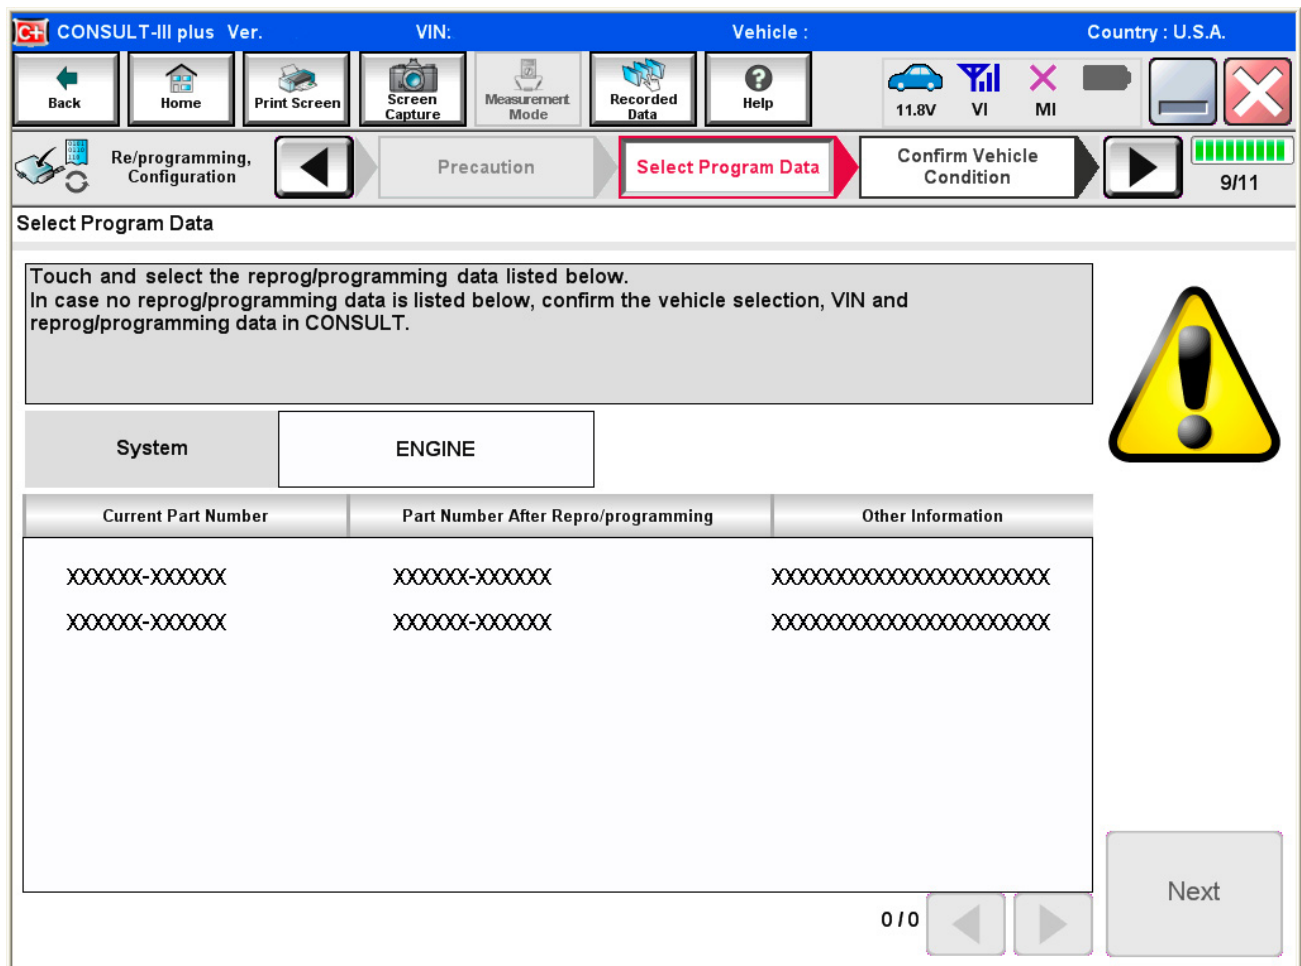 C+ CONSULT-III plus Ver. VIN: Vehicle : Country : U.S.A.
Back Home Print Screen Screen Capture Measurement Mode Recorded Data Help 11.8V VI MI
Re/programming, Configuration Precaution Select Program Data Confirm Vehicle Condition 9/11
Select Program Data
Touch and select the reprog/programming data listed below.
In case no reprog/programming data is listed below, confirm the vehicle selection, VIN and
reprog/programming data in CONSULT.
System ENGINE
Current Part Number Part Number After Repro/programming Other Information
XXXXXX-XXXXXX XXXXXX-XXXXXX XXXXXXXXXXXXXXXXXXXXXX
XXXXXX-XXXXXX XXXXXX-XXXXXX XXXXXXXXXXXXXXXXXXXXXX
Next
0/0